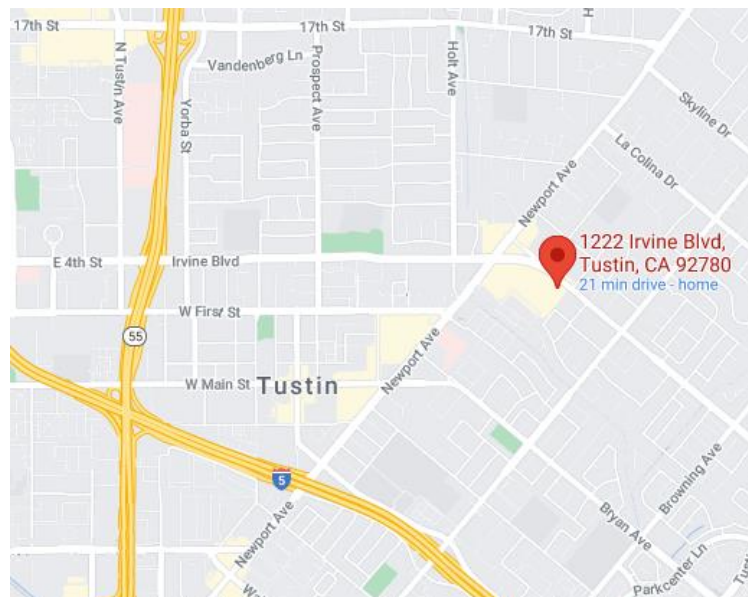 17th St
17th St
N Tustin Ave
Yorba St
Vandenberg Ln
Prospect Ave
Holt Ave
H
Skyline Dr
La Colina Dr
Newport Ave
1222 Irvine Blvd,
Tustin, CA 92780
21 min drive - home
E 4th St
Irvine Blvd
W First St
55
W Main St
Tustin
Newport Ave
5
Newport Ave
Browning Ave
Bryan Ave
Parkcenter Ln